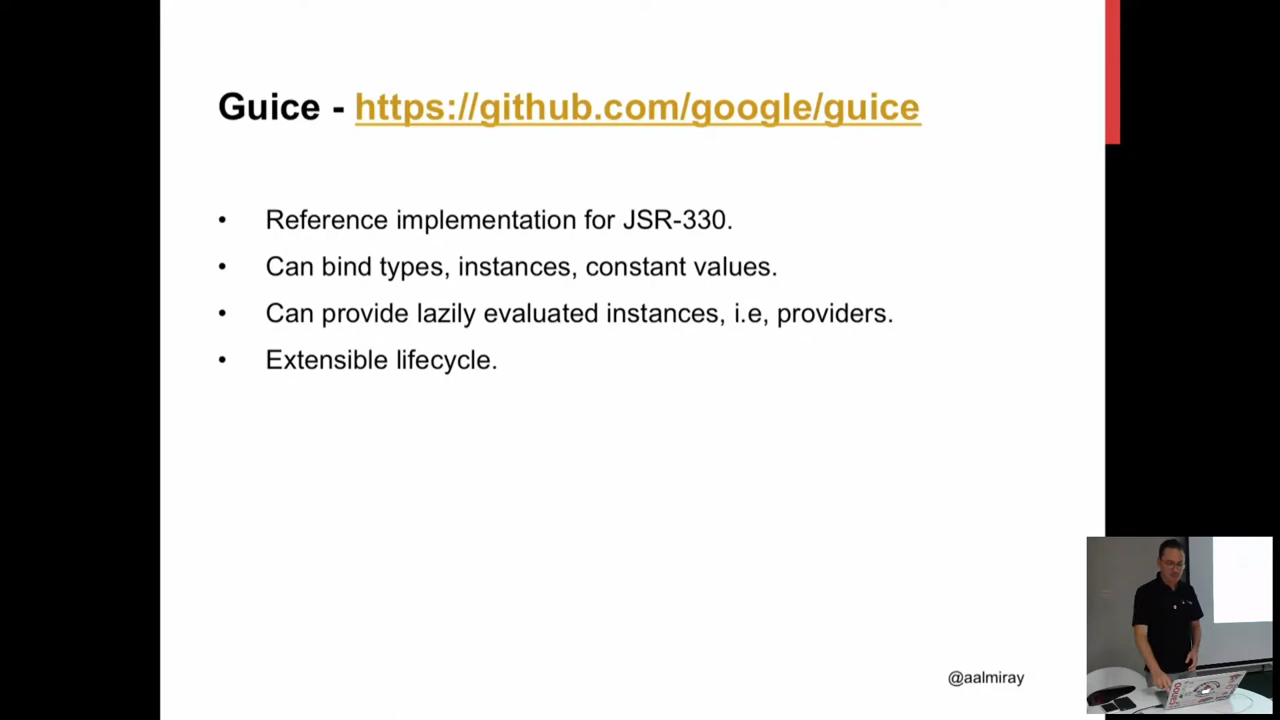 Guice - https://github.com/google/guice
• Reference implementation for JSR-330.
• Can bind types, instances, constant values.
• Can provide lazily evaluated instances, i.e, providers.
• Extensible lifecycle.
@aalmiray